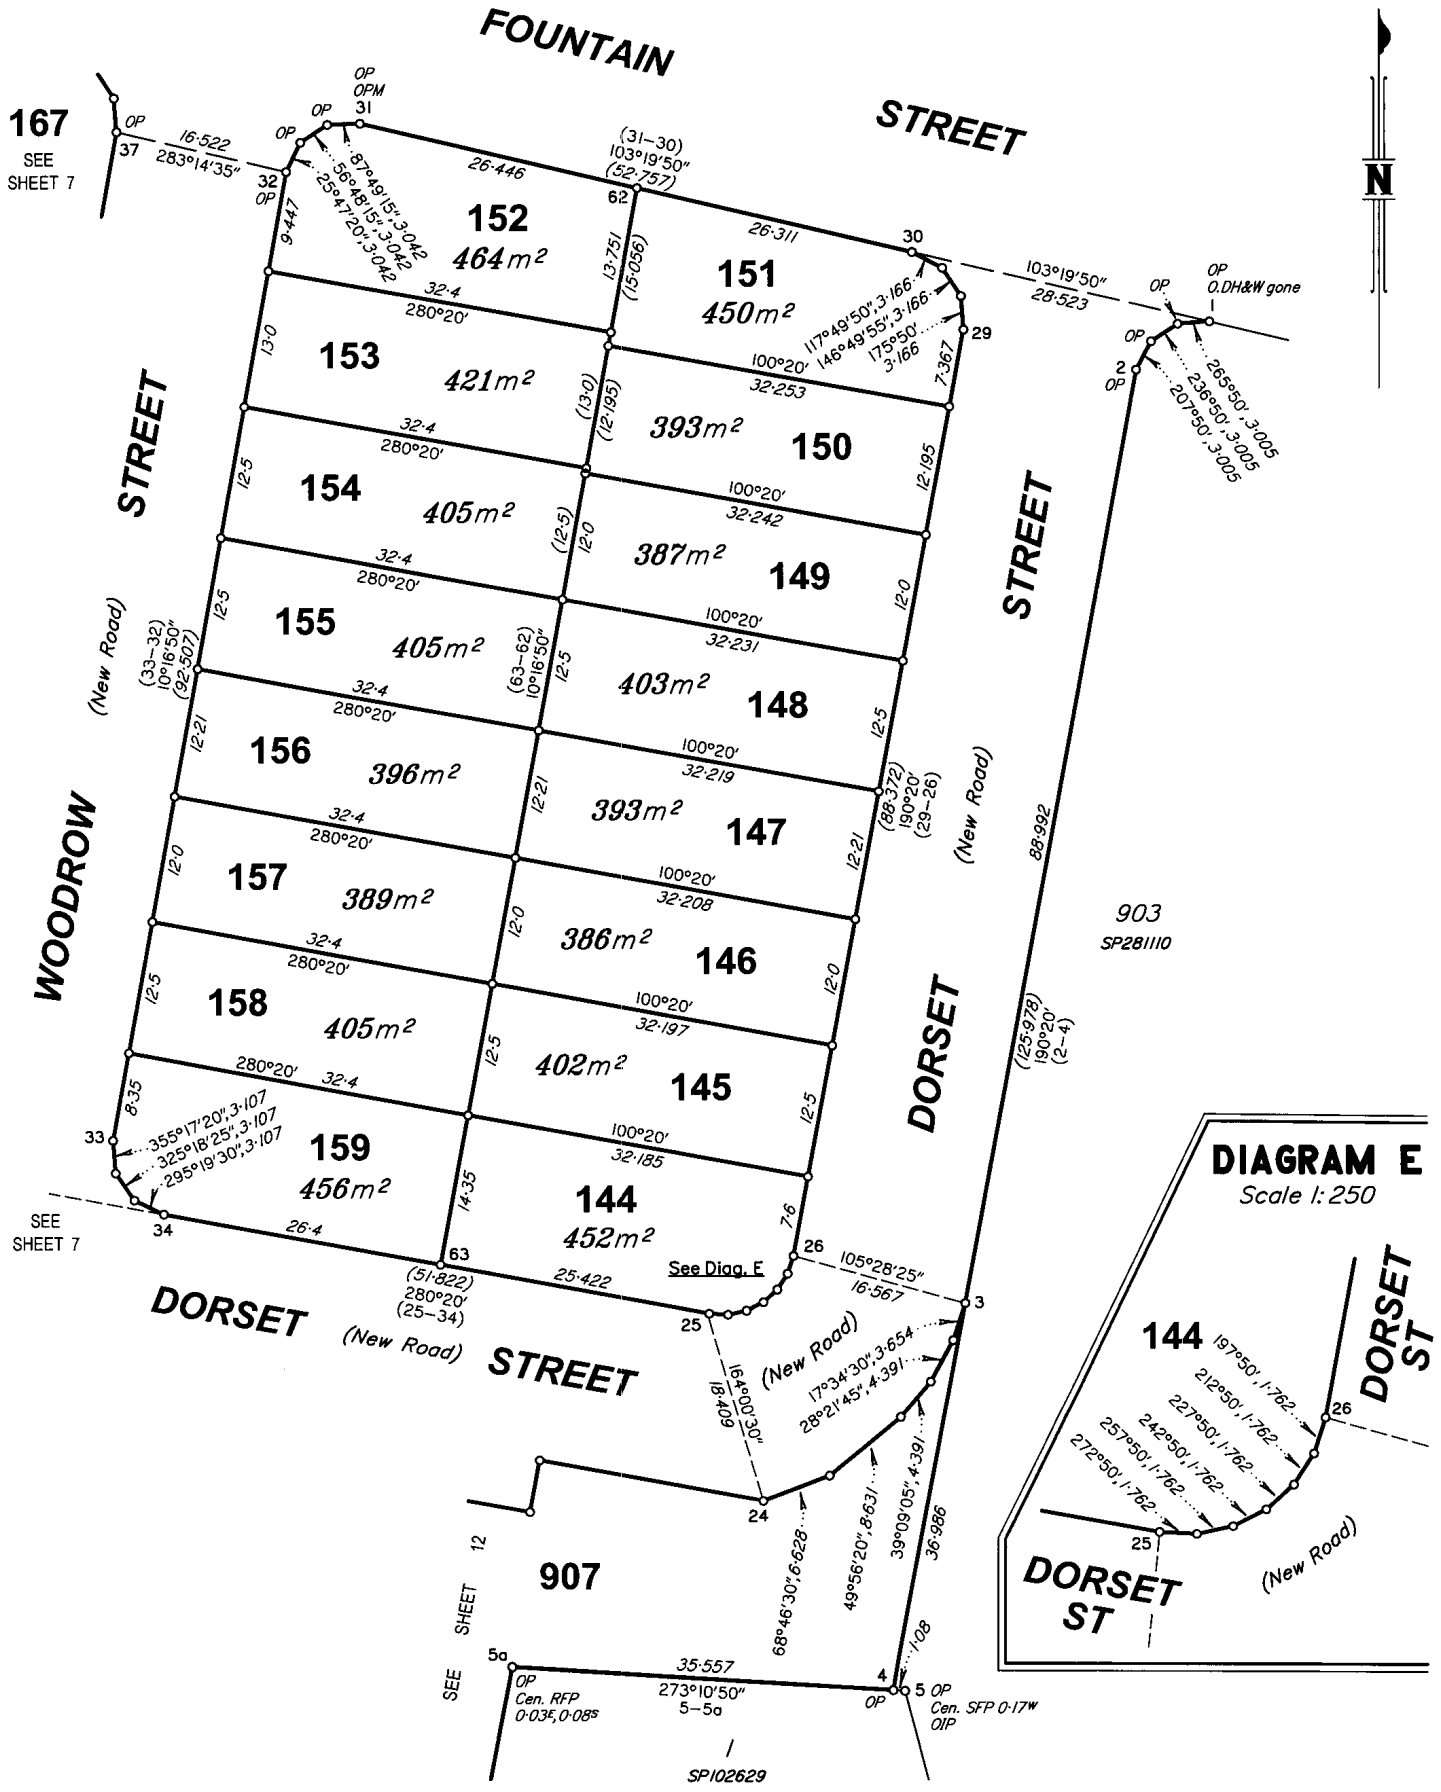 FOUNTAIN
STREET
N
167
SEE
SHEET 7
OP
37
16·522
283°14'35"
32
OP
OP
OP
OP
OPM
31
87°49'15", 3·042
56°48'15", 3·042
25°47'20", 3·042
26·446
(31–30)
103°19'50"
(52·757)
62
26·311
30
103°19'50"
28·523
OP
OP
O.DH&W gone
OP
2
OP
265°50', 3·005
236°50', 3·005
207°50', 3·005
9·447
152
464m²
13·751
(15·056)
151
450m²
117°49'50", 3·166
146°49'55", 3·166
175°50'
3·166
29
7·367
32·4
280°20'
100°20'
32·253
13·0
153
421m²
(13·0)
(12·195)
393m²
150
12·195
32·4
280°20'
100°20'
32·242
STREET
12·5
154
405m²
(12·5)
12·0
387m²
149
12·0
STREET
32·4
280°20'
100°20'
32·231
(New Road)
(33–32)
10°16'50"
(92·507)
12·5
155
405m²
(63–62)
10°16'50"
12·5
403m²
148
12·5
32·4
280°20'
100°20'
32·219
12·21
156
396m²
12·21
393m²
147
12·21
(88·372)
190°20'
(29–26)
(New Road)
88·992
32·4
280°20'
100°20'
32·208
WOODROW
12·0
157
389m²
12·0
386m²
146
12·0
903
SP281110
32·4
280°20'
100°20'
32·197
12·5
158
405m²
12·5
402m²
145
12·5
DORSET
(125·978)
190°20'
(2–4)
280°20'
32·4
100°20'
32·185
8·35
33
355°17'20", 3·107
325°18'25", 3·107
295°19'30", 3·107
159
456m²
14·35
144
452m²
7·6
26
See Diag. E
105°28'25"
16·567
3
SEE
SHEET 7
34
26·4
63
(51·822)
280°20'
(25–34)
25·422
25
DORSET
(New Road)
STREET
164°00'30"
18·409
(New Road)
17°34'30", 3·654
28°21'45", 4·391
39°09'05", 4·391
49°56'20", 8·631
68°46'30", 6·628
36·986
24
SEE SHEET 12
907
5a
OP
Cen. RFP
0·03E, 0·08S
35·557
273°10'50"
5–5a
4
OP
1·08
5 OP
Cen. SFP 0·17W
OIP
SP102629
DIAGRAM E
Scale 1: 250
144
DORSET
ST
197°50', 1·762
212°50', 1·762
227°50', 1·762
242°50', 1·762
257°50', 1·762
272°50', 1·762
26
25
DORSET
ST
(New Road)